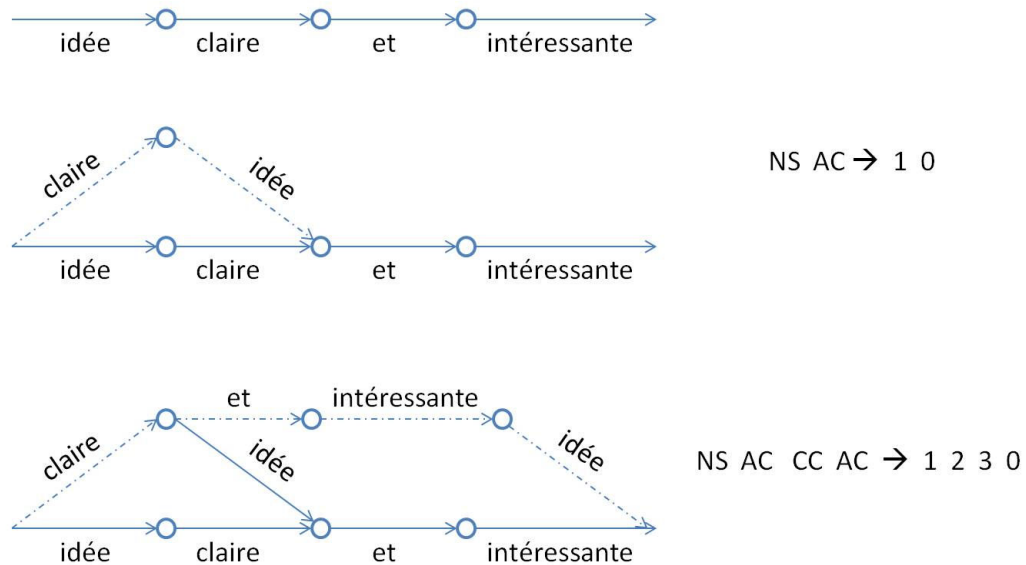 idée claire et intéressante
claire
idée
NS AC → 1 0
idée claire et intéressante
et intéressante
claire
idée
idée
NS AC CC AC → 1 2 3 0
idée claire et intéressante